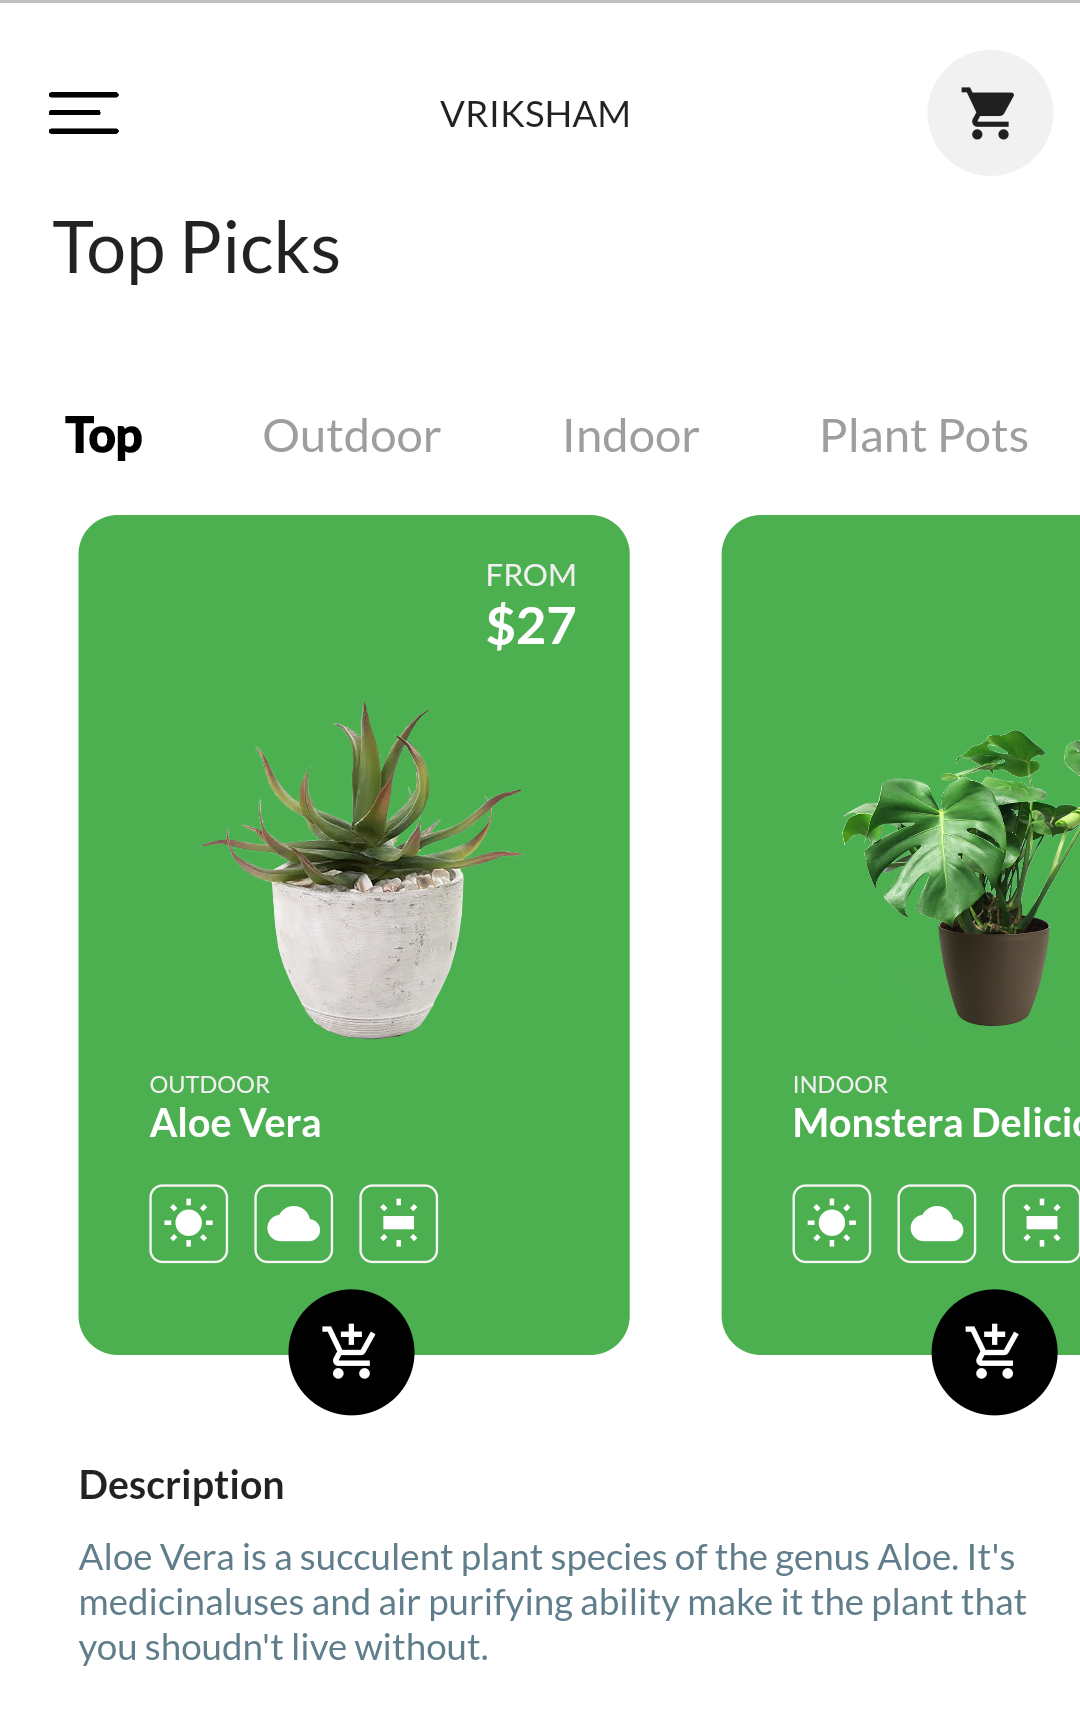 VRIKSHAM
Top Picks
Top Outdoor Indoor Plant Pots
FROM
$27
OUTDOOR
Aloe Vera
INDOOR
Monstera Delici
Description
Aloe Vera is a succulent plant species of the genus Aloe. It's
medicinaluses and air purifying ability make it the plant that
you shoudn't live without.